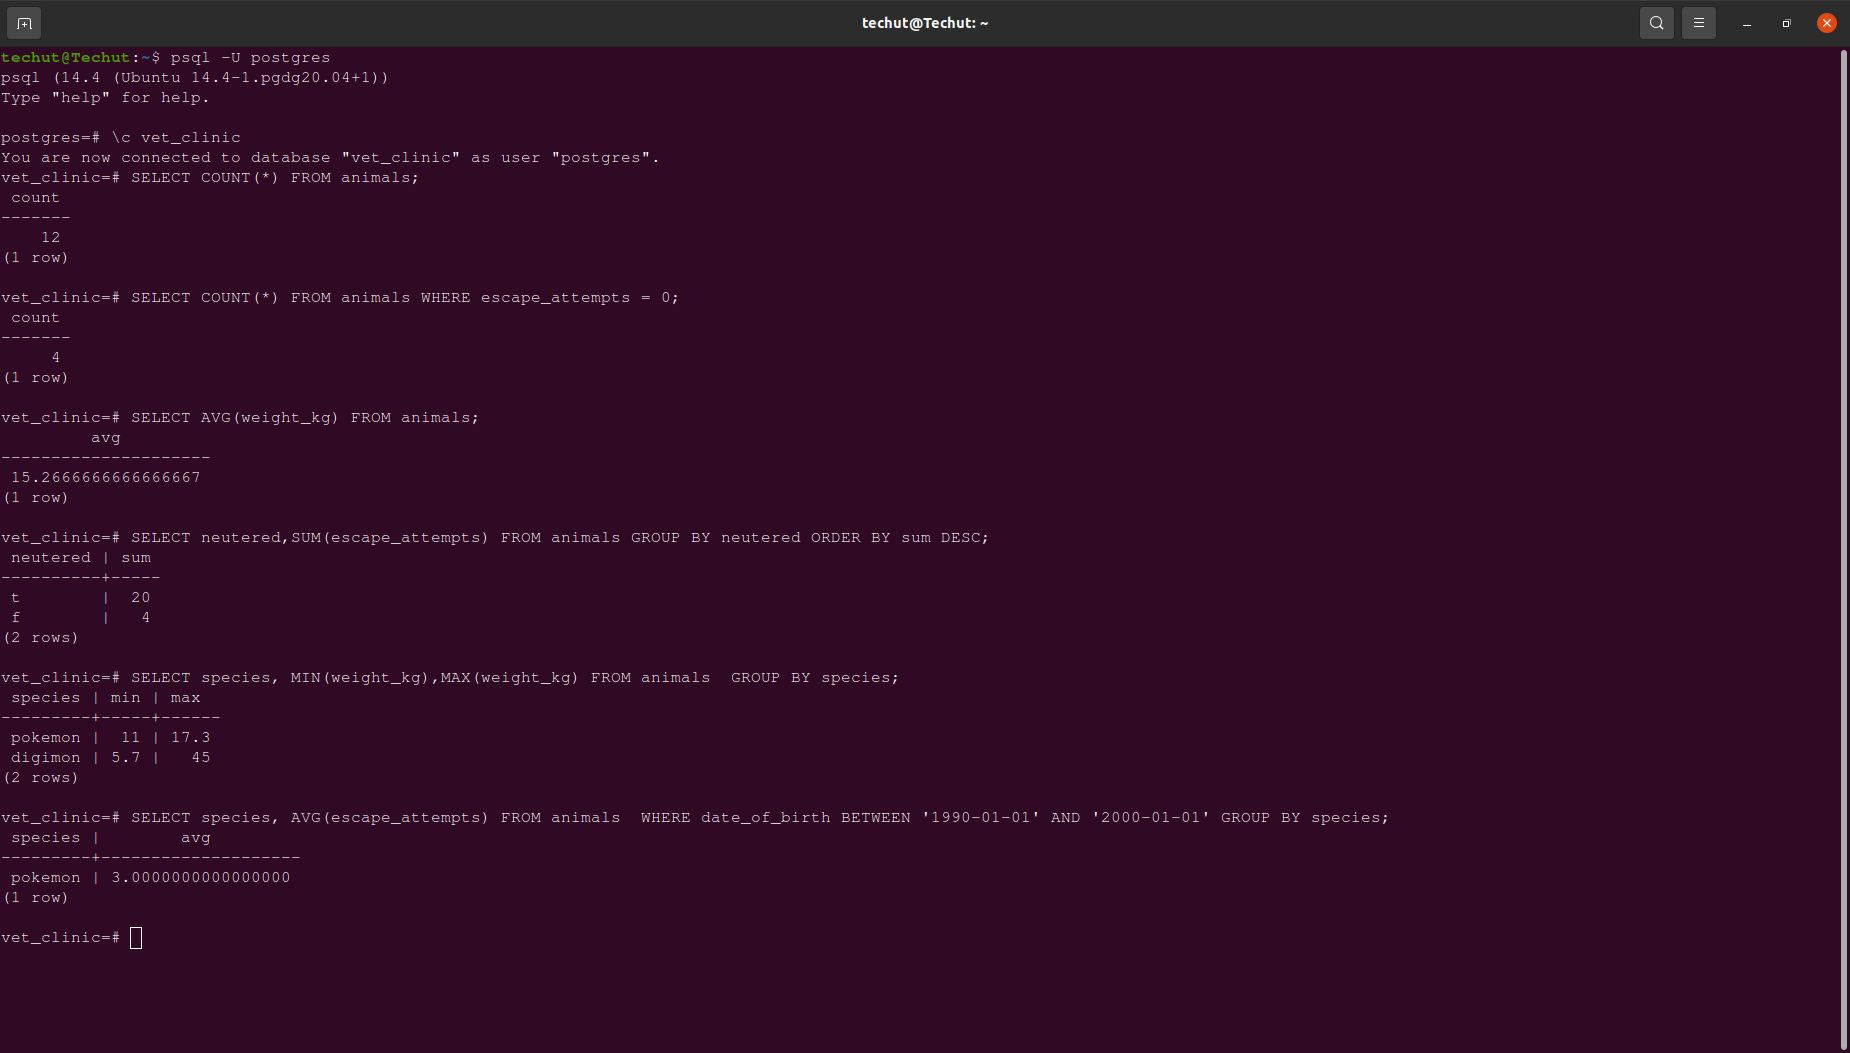 techut@Techut: ~
techut@Techut:~$ psql -U postgres
psql (14.4 (Ubuntu 14.4-1.pgdg20.04+1))
Type "help" for help.

postgres=# \c vet_clinic
You are now connected to database "vet_clinic" as user "postgres".
vet_clinic=# SELECT COUNT(*) FROM animals;
 count
-------
    12
(1 row)

vet_clinic=# SELECT COUNT(*) FROM animals WHERE escape_attempts = 0;
 count
-------
     4
(1 row)

vet_clinic=# SELECT AVG(weight_kg) FROM animals;
         avg
---------------------
 15.2666666666666667
(1 row)

vet_clinic=# SELECT neutered,SUM(escape_attempts) FROM animals GROUP BY neutered ORDER BY sum DESC;
 neutered | sum
----------+-----
 t        |  20
 f        |   4
(2 rows)

vet_clinic=# SELECT species, MIN(weight_kg),MAX(weight_kg) FROM animals  GROUP BY species;
 species | min | max
---------+-----+------
 pokemon |  11 | 17.3
 digimon | 5.7 |   45
(2 rows)

vet_clinic=# SELECT species, AVG(escape_attempts) FROM animals  WHERE date_of_birth BETWEEN '1990-01-01' AND '2000-01-01' GROUP BY species;
 species |        avg
---------+--------------------
 pokemon | 3.0000000000000000
(1 row)

vet_clinic=#